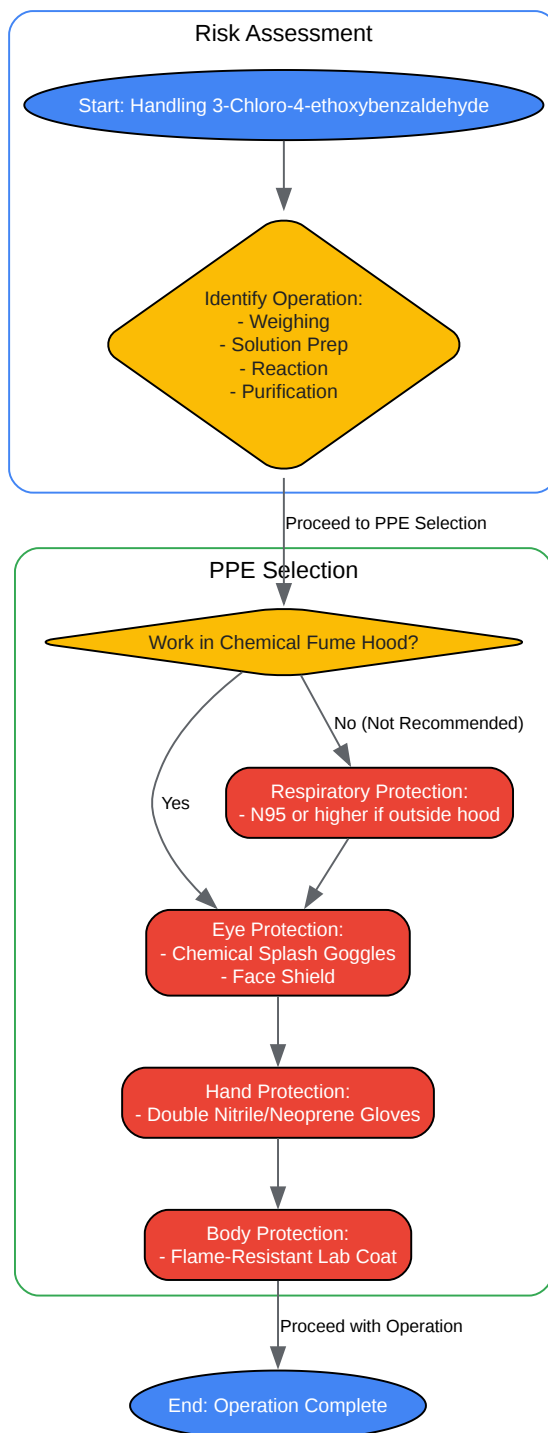 Risk Assessment
Start: Handling 3-Chloro-4-ethoxybenzaldehyde
Identify Operation:
- Weighing
- Solution Prep
- Reaction
- Purification
Proceed to PPE Selection
PPE Selection
Work in Chemical Fume Hood?
No (Not Recommended)
Yes
Respiratory Protection:
- N95 or higher if outside hood
Eye Protection:
- Chemical Splash Goggles
- Face Shield
Hand Protection:
- Double Nitrile/Neoprene Gloves
Body Protection:
- Flame-Resistant Lab Coat
Proceed with Operation
End: Operation Complete